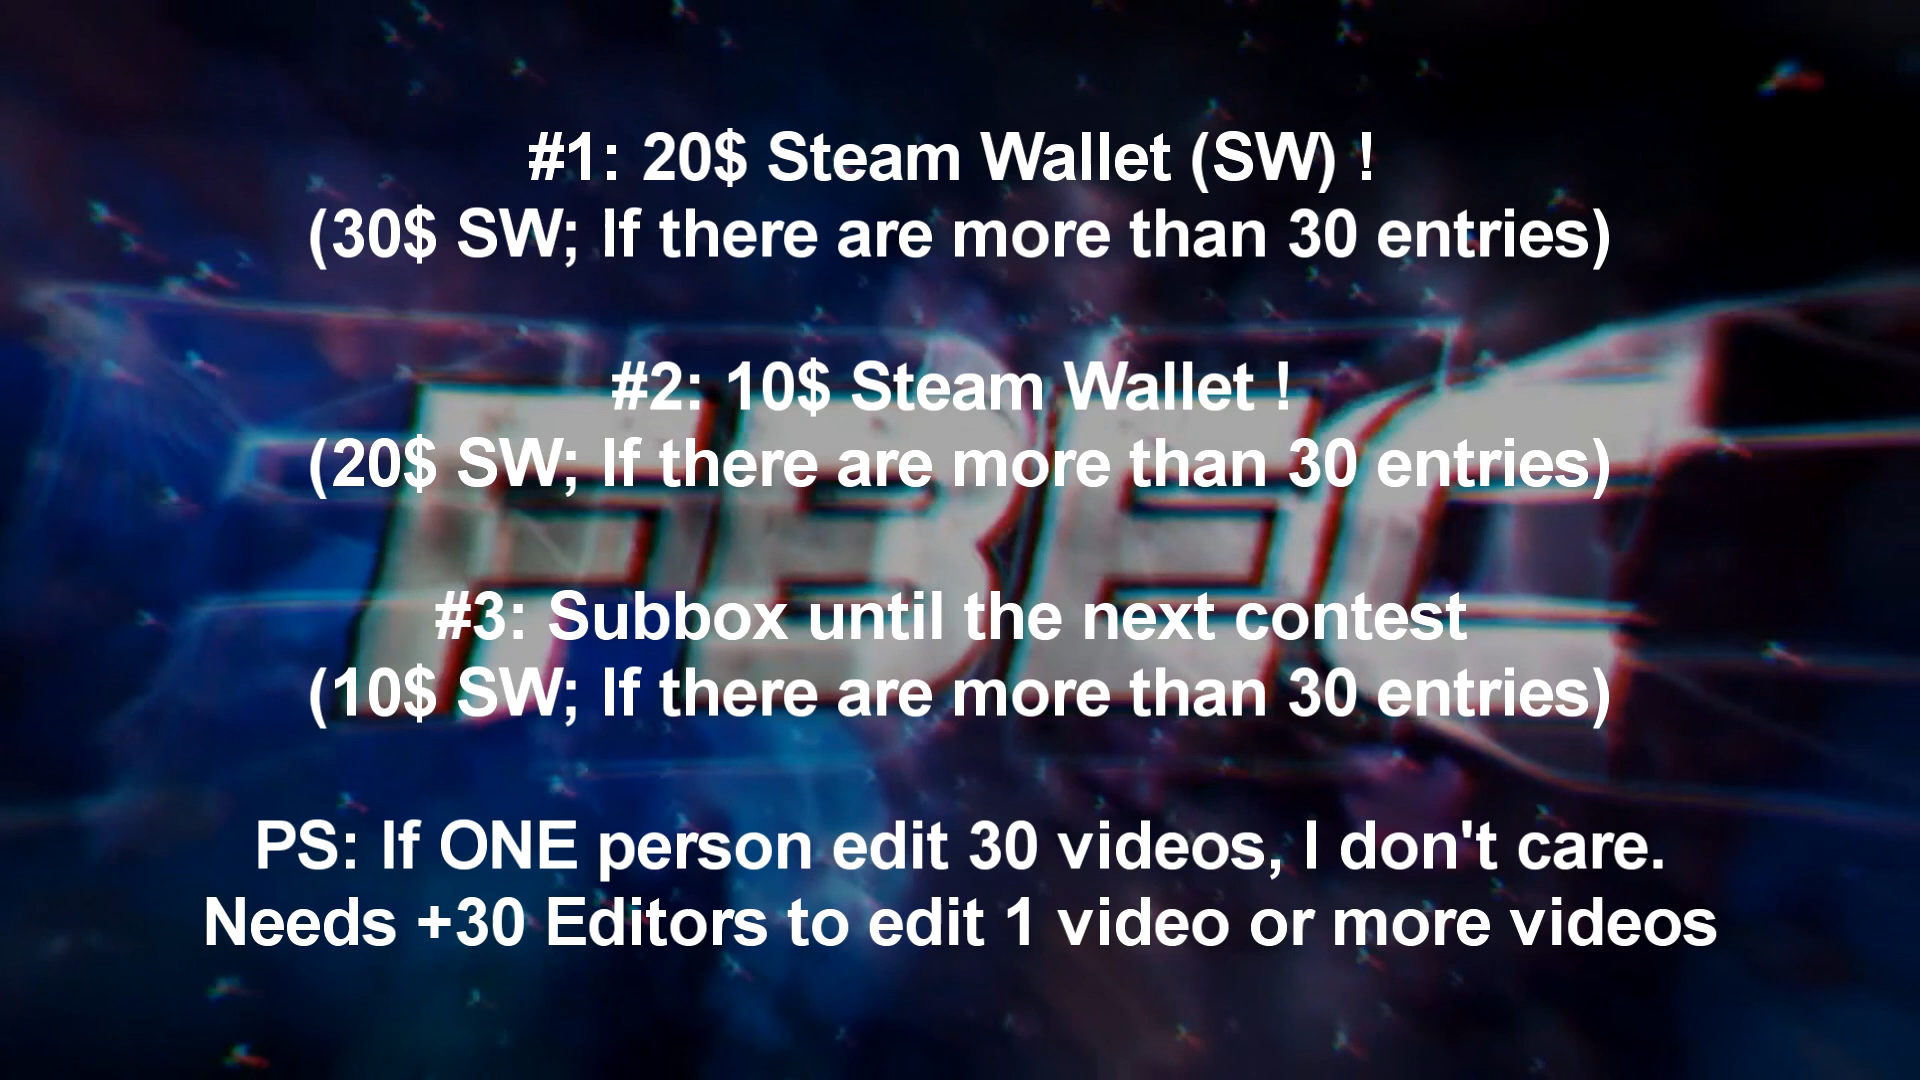 #1: 20$ Steam Wallet (SW) !
(30$ SW; If there are more than 30 entries)
#2: 10$ Steam Wallet !
(20$ SW; If there are more than 30 entries)
FBEC
#3: Subbox until the next contest
(10$ SW; If there are more than 30 entries)
PS: If ONE person edit 30 videos, I don't care.
Needs +30 Editors to edit 1 video or more videos